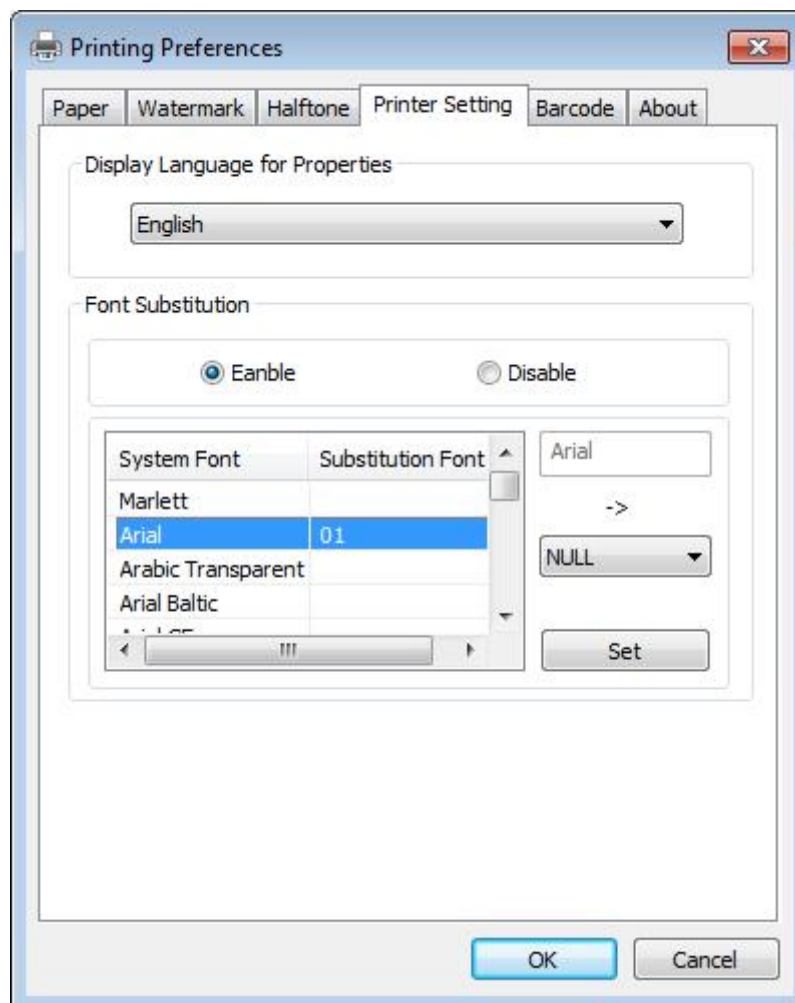 Printing Preferences
Paper Watermark Halftone Printer Setting Barcode About
Display Language for Properties
English
Font Substitution
Eanble Disable
System Font Substitution Font
Marlett
Arial 01
Arabic Transparent
Arial Baltic
Arial
->
NULL
Set
OK Cancel